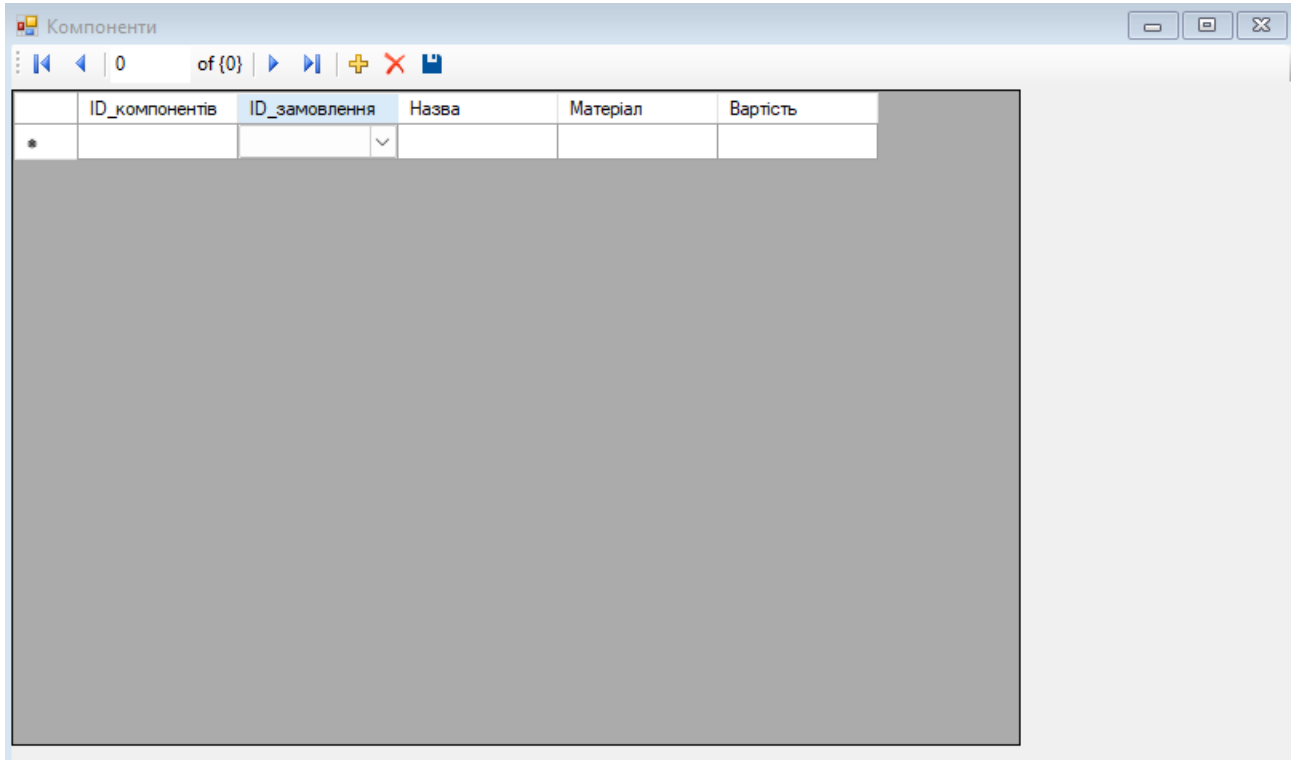 Компоненти
0 of {0}
ID_компонентів ID_замовлення Назва Матеріал Вартість